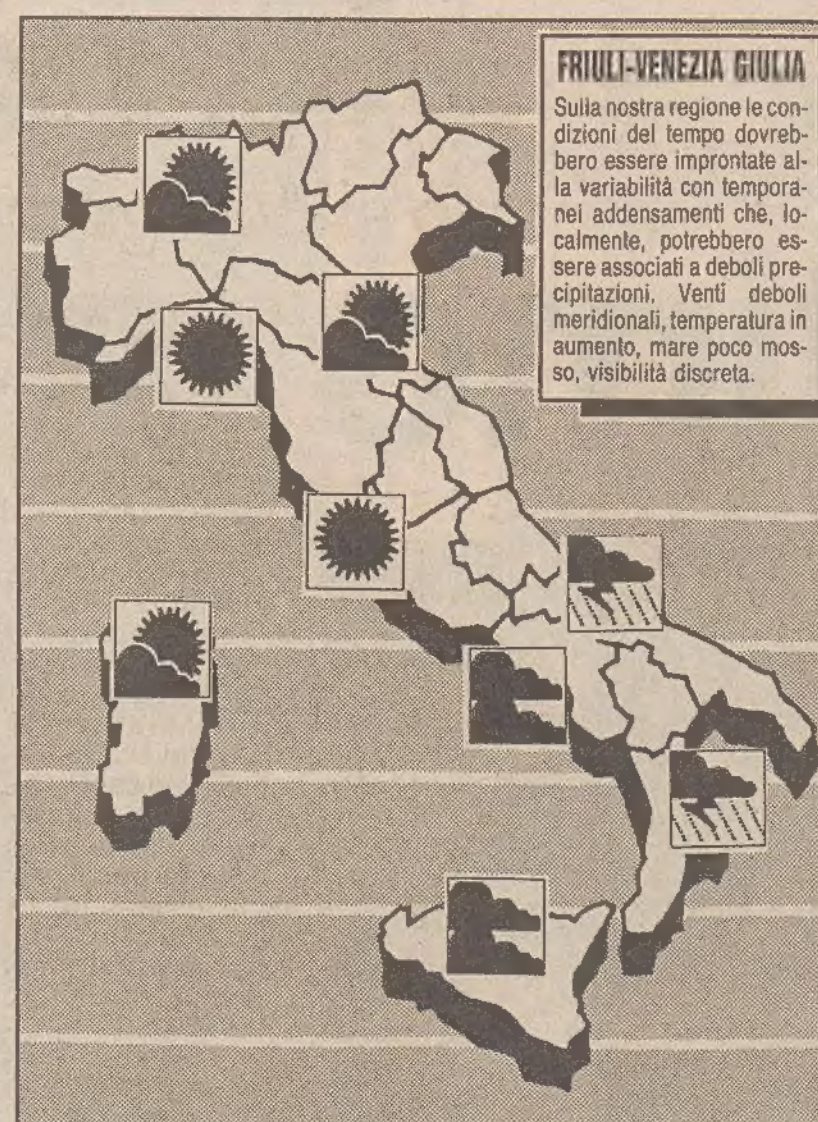 FRIULI-VENEZIA GIULIA
Sulla nostra regione le con-
dizioni del tempo dovreb-
bero essere improntate al-
la variabilità con tempora-
nei addensamenti che, lo-
calmente, potrebbero es-
sere associati a deboli pre-
cipitazioni. Venti deboli
meridionali, temperatura in
aumento, mare poco mos-
so, visibilità discreta.